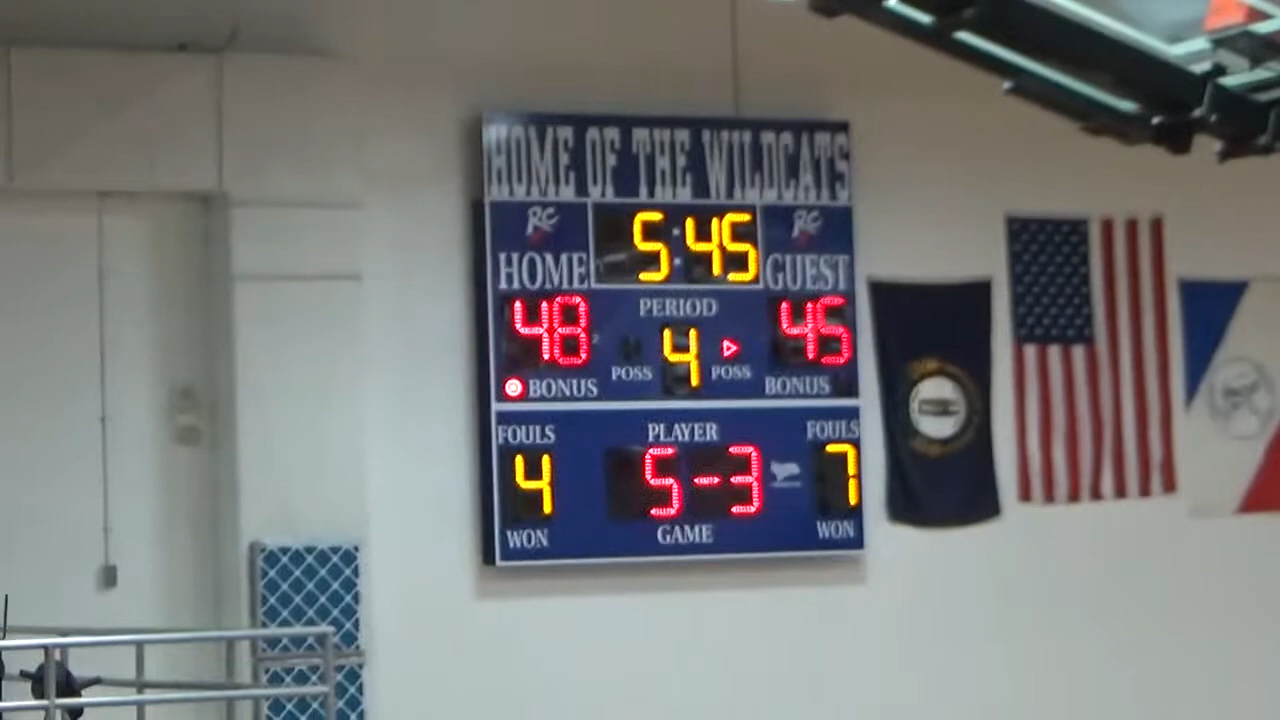 HOME OF THE WILDCATS
RC 5:45 RC
HOME GUEST
PERIOD
48 4 45
POSS POSS
BONUS BONUS
FOULS PLAYER FOULS
4 5-3 7
WON GAME WON